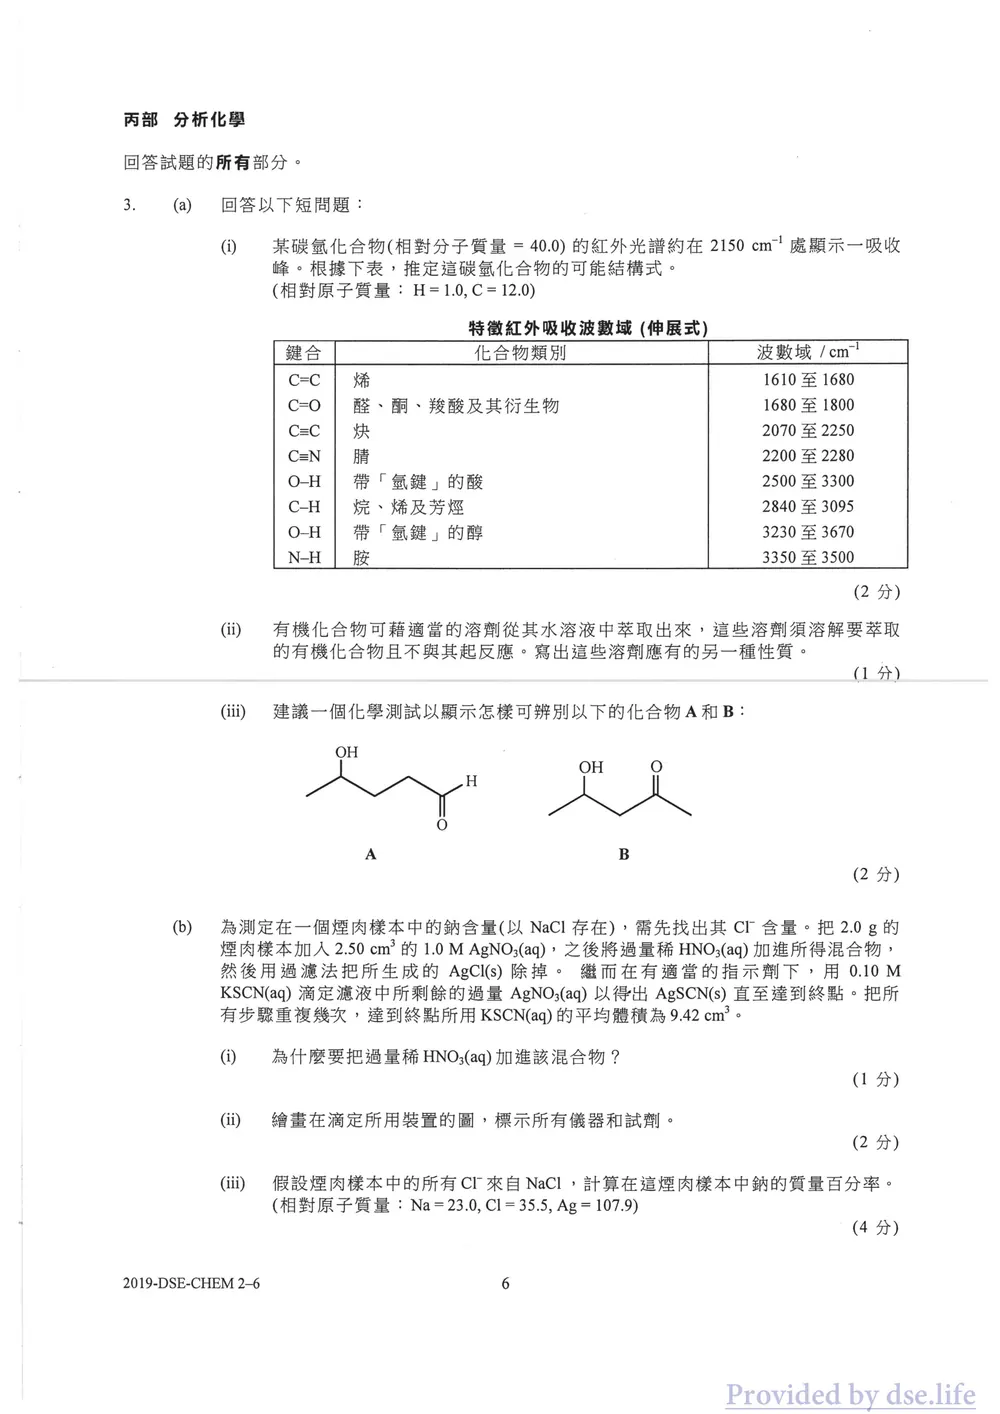 丙部 分析化學
回答試題的所有部分。
3. (a) 回答以下短問題：
(i) 某碳氫化合物(相對分子質量 = 40.0) 的紅外光譜約在 2150 cm⁻¹ 處顯示一吸收
峰。根據下表，推定這碳氫化合物的可能結構式。
(相對原子質量： H = 1.0, C = 12.0)
特徵紅外吸收波數域 (伸展式)
鍵合 化合物類別 波數域 / cm⁻¹
C=C 烯 1610 至 1680
C=O 醛、酮、羧酸及其衍生物 1680 至 1800
C≡C 炔 2070 至 2250
C≡N 腈 2200 至 2280
O–H 帶「氫鍵」的酸 2500 至 3300
C–H 烷、烯及芳烴 2840 至 3095
O–H 帶「氫鍵」的醇 3230 至 3670
N–H 胺 3350 至 3500
(2 分)
(ii) 有機化合物可藉適當的溶劑從其水溶液中萃取出來，這些溶劑須溶解要萃取
的有機化合物且不與其起反應。寫出這些溶劑應有的另一種性質。
(1 分)
(iii) 建議一個化學測試以顯示怎樣可辨別以下的化合物 A 和 B：
OH
H
O
OH O
A B
(2 分)
(b) 為測定在一個煙肉樣本中的鈉含量(以 NaCl 存在)，需先找出其 Cl⁻ 含量。把 2.0 g 的
煙肉樣本加入 2.50 cm³ 的 1.0 M AgNO₃(aq)，之後將過量稀 HNO₃(aq) 加進所得混合物，
然後用過濾法把所生成的 AgCl(s) 除掉。 繼而在有適當的指示劑下，用 0.10 M
KSCN(aq) 滴定濾液中所剩餘的過量 AgNO₃(aq) 以得出 AgSCN(s) 直至達到終點。把所
有步驟重複幾次，達到終點所用 KSCN(aq) 的平均體積為 9.42 cm³。
(i) 為什麼要把過量稀 HNO₃(aq) 加進該混合物？
(1 分)
(ii) 繪畫在滴定所用裝置的圖，標示所有儀器和試劑。
(2 分)
(iii) 假設煙肉樣本中的所有 Cl⁻ 來自 NaCl，計算在這煙肉樣本中鈉的質量百分率。
(相對原子質量：Na = 23.0, Cl = 35.5, Ag = 107.9)
(4 分)
2019-DSE-CHEM 2–6 6
Provided by dse.life